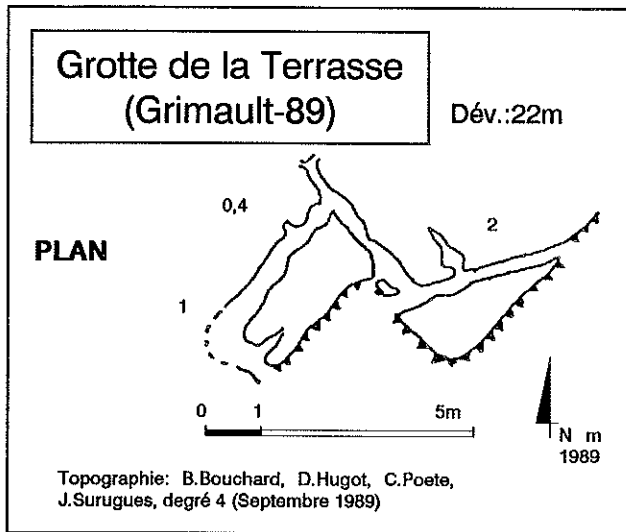 Grotte de la Terrasse
(Grimault-89)
Dév.:22m
0,4
2
PLAN
1
0 1 5m
N m
1989
Topographie: B.Bouchard, D.Hugot, C.Poete,
J.Surugues, degré 4 (Septembre 1989)